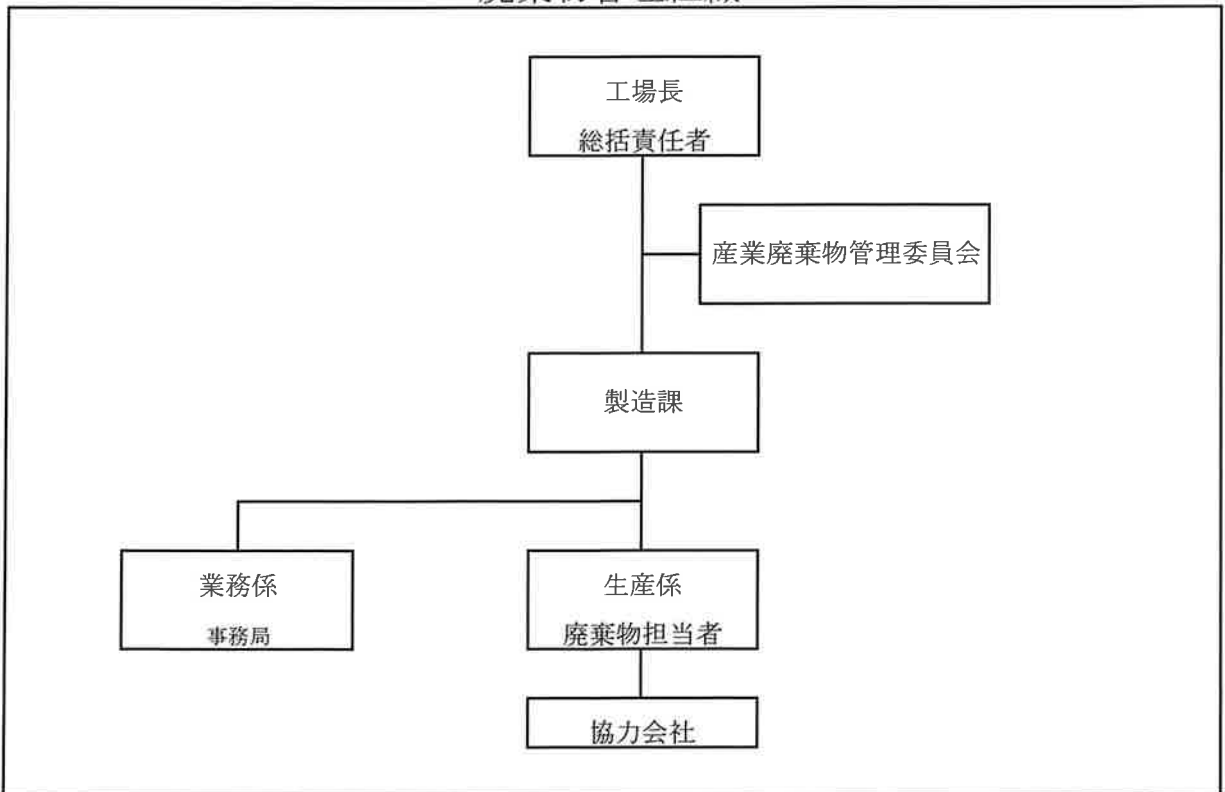 工場長
総括責任者
産業廃棄物管理委員会
製造課
業務係
事務局
生産係
廃棄物担当者
協力会社